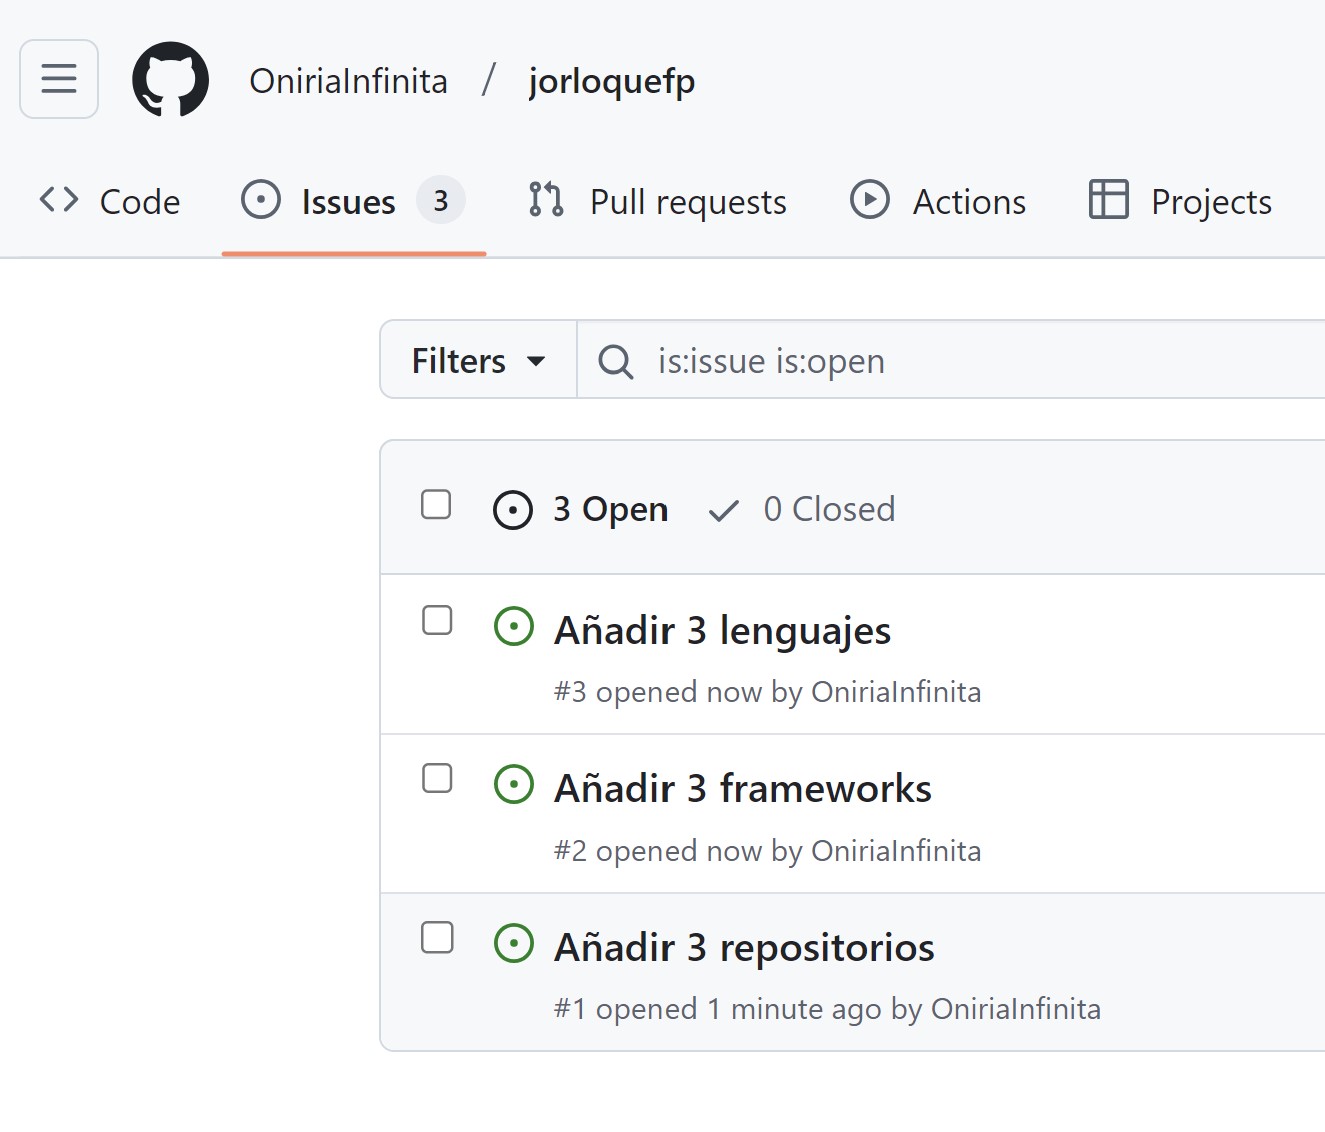 OniriaInfinita / jorloquefp
Code Issues 3 Pull requests Actions Projects
Filters is:issue is:open
3 Open 0 Closed
Añadir 3 lenguajes
#3 opened now by OniriaInfinita
Añadir 3 frameworks
#2 opened now by OniriaInfinita
Añadir 3 repositorios
#1 opened 1 minute ago by OniriaInfinita